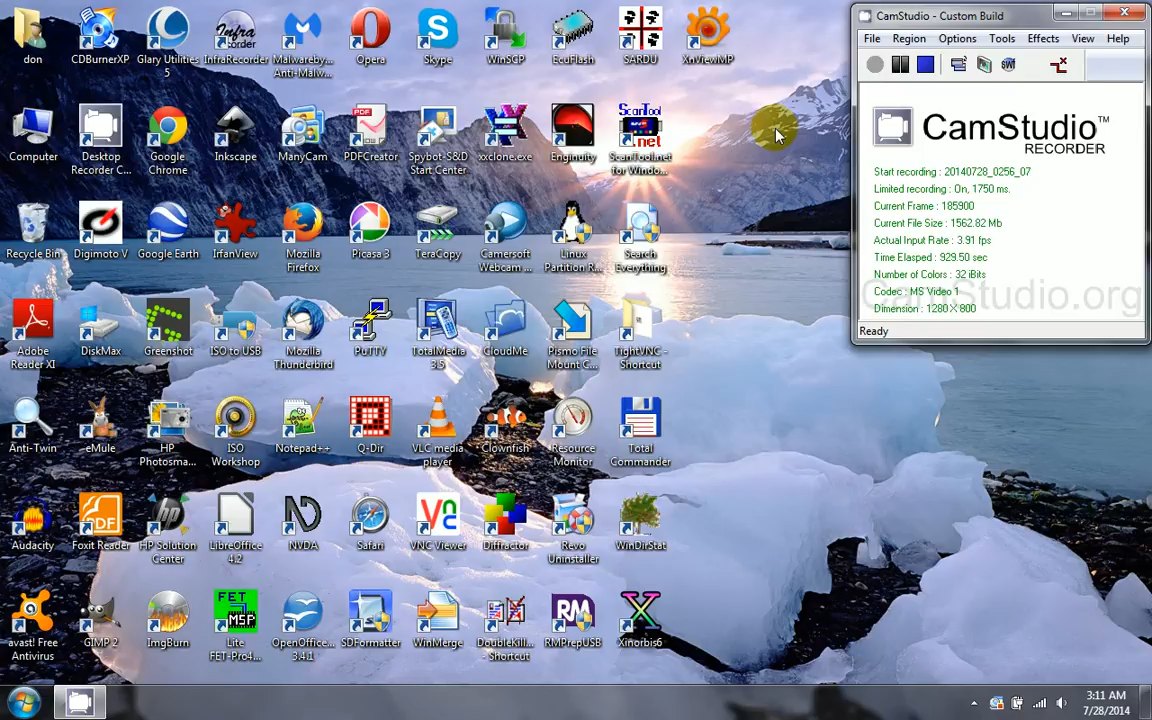 don
CDBurnerXP
Glary Utilities
5
InfraRecorder
Malwareby...
Anti-Malw...
Opera
Skype
WinSCP
EcuFlash
SARDU
XnViewMP
Computer
Desktop
Recorder C...
Google
Chrome
Inkscape
ManyCam
PDFCreator
Spybot-S&D
Start Center
xxclone.exe
Enginuity
ScanTool.net
for Windo...
Recycle Bin
Digimoto V
Google Earth
IrfanView
Mozilla
Firefox
Picasa 3
TeraCopy
Camersoft
Webcam ...
Linux
Partition R...
Search
Everything
Adobe
Reader XI
DiskMax
Greenshot
ISO to USB
Mozilla
Thunderbird
PuTTY
TotalMedia
3.5
CloudMe
Pismo File
Mount C...
TightVNC -
Shortcut
Anti-Twin
eMule
HP
Photosma...
ISO
Workshop
Notepad++
Q-Dir
VLC media
player
Clownfish
Resource
Monitor
Total
Commander
Audacity
Foxit Reader
HP Solution
Center
LibreOffice
4.2
NVDA
Safari
VNC Viewer
Diffractor
Revo
Uninstaller
WinDirStat
avast! Free
Antivirus
GIMP 2
ImgBurn
Lite
FET-Pro4...
OpenOffice...
3.4.1
SDFormatter
WinMerge
DoubleKill...
- Shortcut
RMPrepUSB
Xinorbis6
CamStudio - Custom Build
File Region Options Tools Effects View Help
CamStudio™
RECORDER
Start recording : 20140728_0256_07
Limited recording : On, 1750 ms.
Current Frame : 185900
Current File Size : 1562.82 Mb
Actual Input Rate : 3.91 fps
Time Elasped : 929.50 sec
Number of Colors : 32 iBits
Codec : MS Video 1
Dimension : 1280 X 800
CamStudio.org
Ready
3:11 AM
7/28/2014